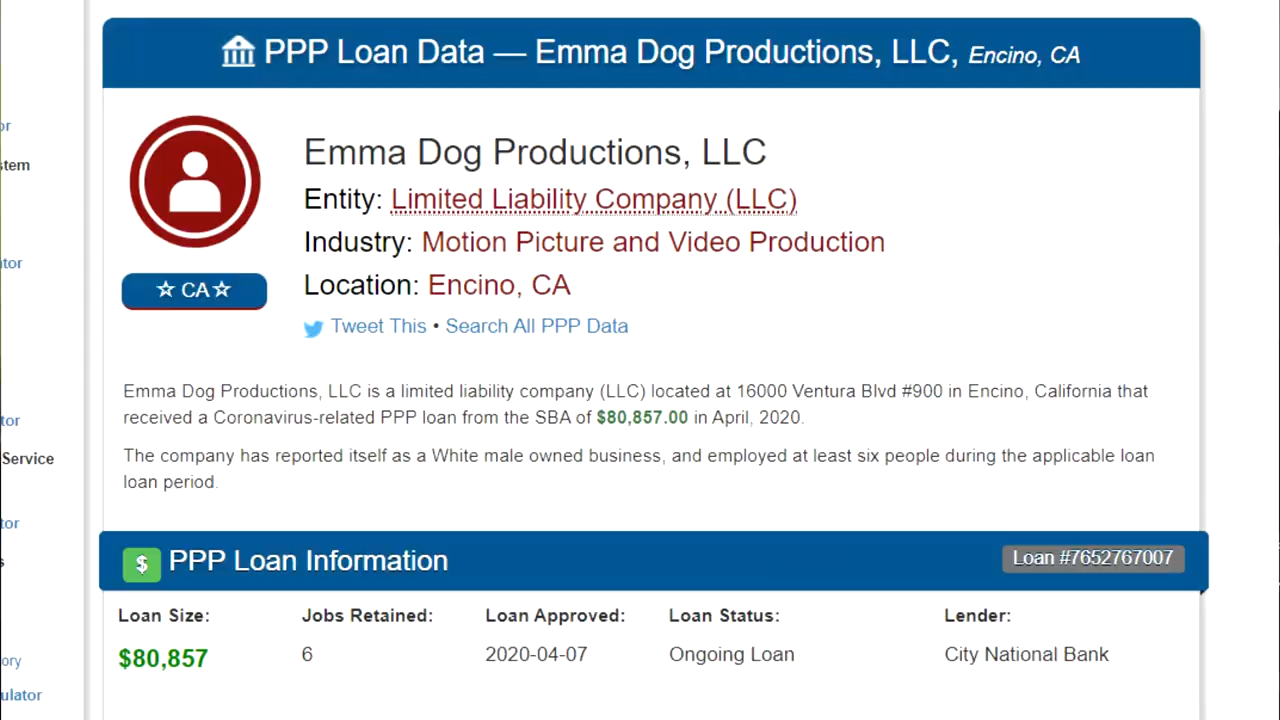 PPP Loan Data — Emma Dog Productions, LLC, Encino, CA
or
stem
Emma Dog Productions, LLC
Entity: Limited Liability Company (LLC)
Industry: Motion Picture and Video Production
ator
☆ CA☆
Location: Encino, CA
Tweet This • Search All PPP Data
Emma Dog Productions, LLC is a limited liability company (LLC) located at 16000 Ventura Blvd #900 in Encino, California that
received a Coronavirus-related PPP loan from the SBA of $80,857.00 in April, 2020.
tor
Service
The company has reported itself as a White male owned business, and employed at least six people during the applicable loan
loan period.
tor
s
$ PPP Loan Information
Loan #7652767007
Loan Size: Jobs Retained: Loan Approved: Loan Status: Lender:
$80,857 6 2020-04-07 Ongoing Loan City National Bank
ory
ulator